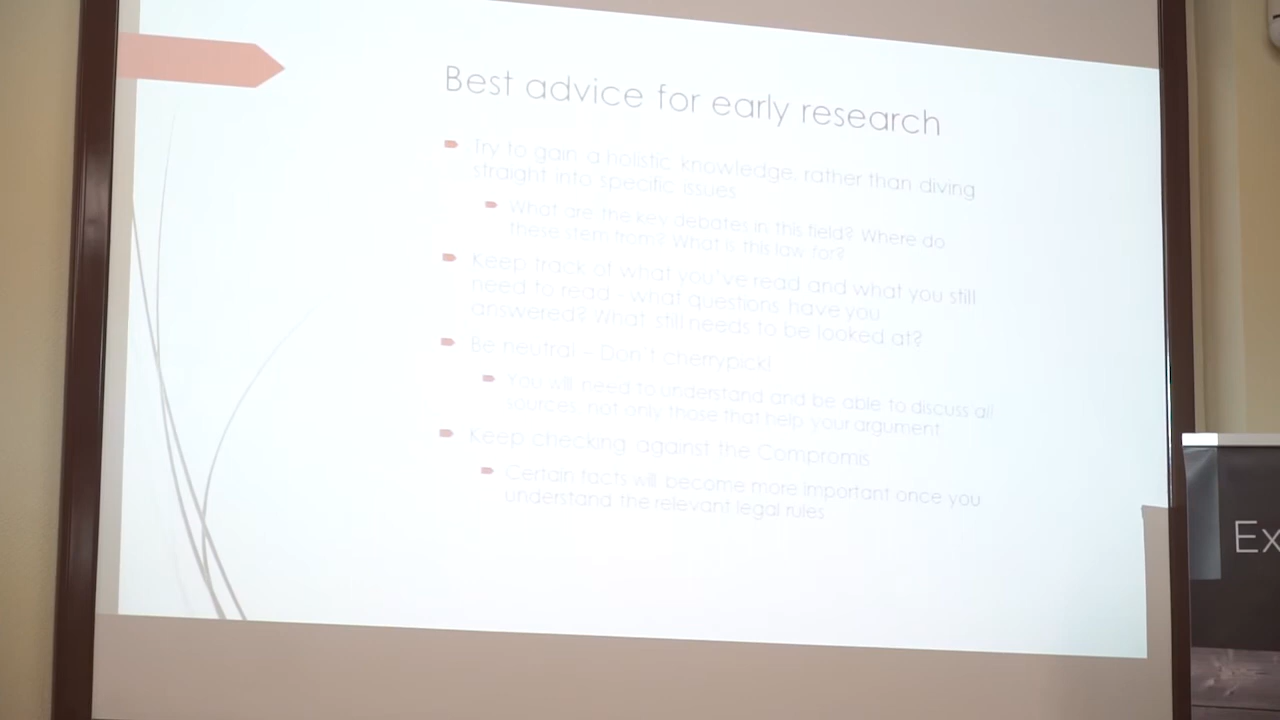 Best advice for early research
Try to gain a holistic knowledge, rather than diving
straight into specific issues
What are the key debates in this field? Where do
these stem from? What is this law for?
Keep track of what you've read and what you still
need to read - what questions have you
answered? What still needs to be looked at?
Be neutral – Don't cherrypick!
You will need to understand and be able to discuss all
sources, not only those that help your argument
Keep checking against the Compromis
Certain facts will become more important once you
understand the relevant legal rules
Ex